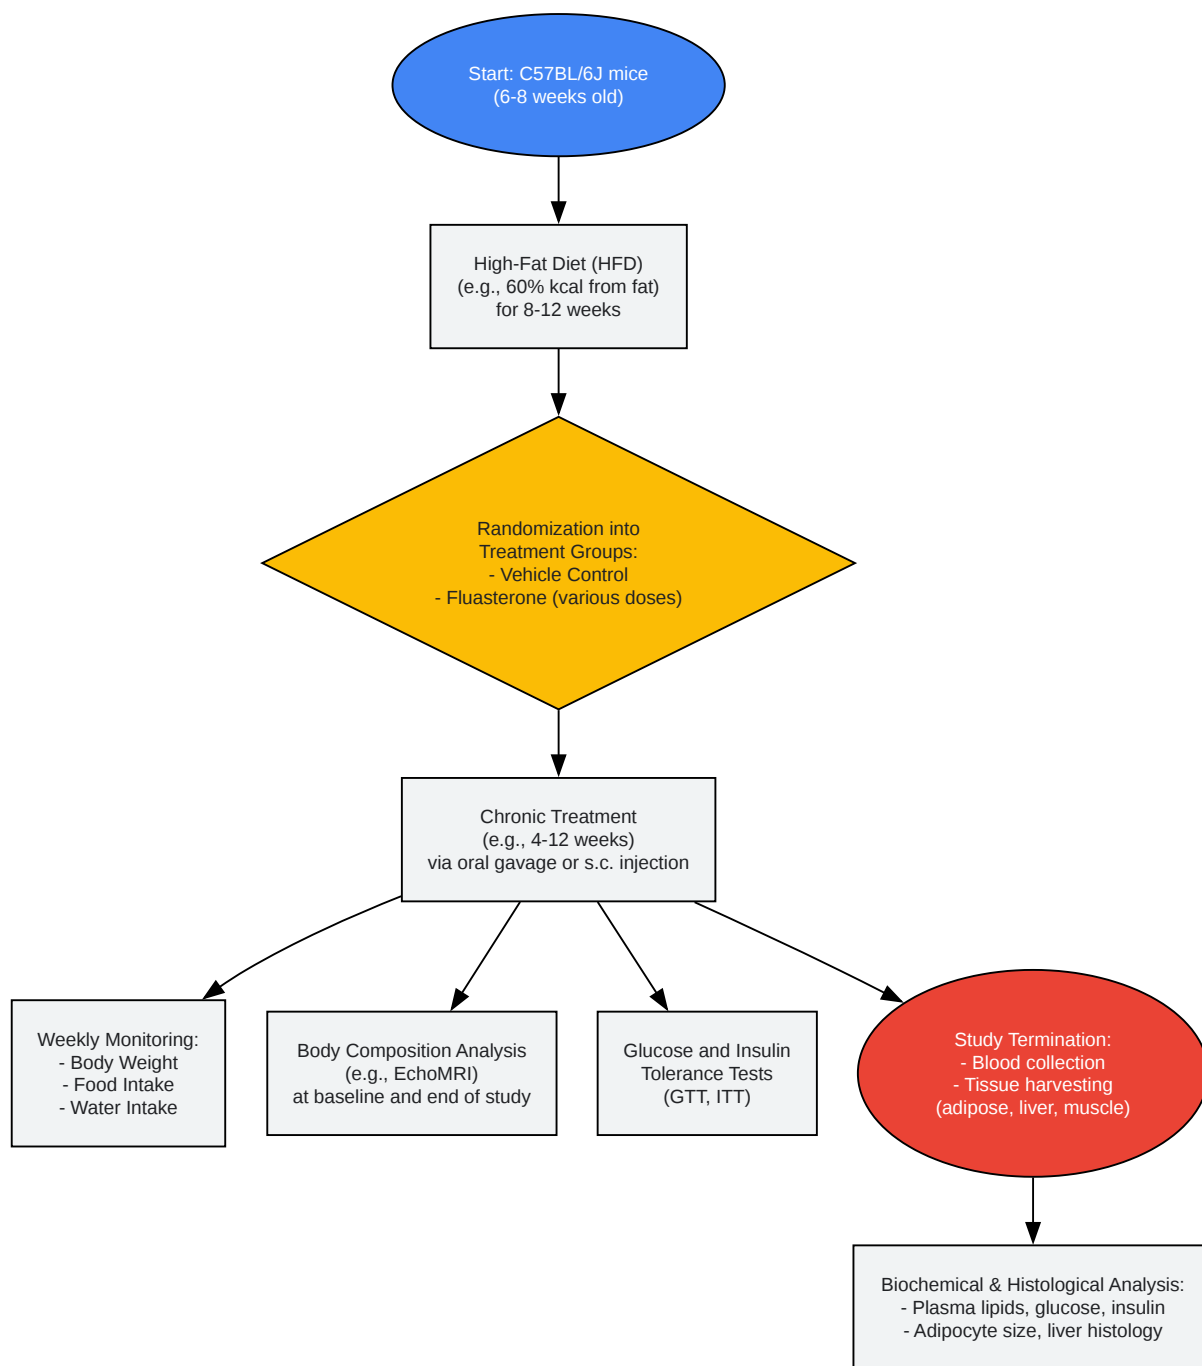 Start: C57BL/6J mice
(6-8 weeks old)
High-Fat Diet (HFD)
(e.g., 60% kcal from fat)
for 8-12 weeks
Randomization into
Treatment Groups:
- Vehicle Control
- Fluasterone (various doses)
Chronic Treatment
(e.g., 4-12 weeks)
via oral gavage or s.c. injection
Weekly Monitoring:
- Body Weight
- Food Intake
- Water Intake
Body Composition Analysis
(e.g., EchoMRI)
at baseline and end of study
Glucose and Insulin
Tolerance Tests
(GTT, ITT)
Study Termination:
- Blood collection
- Tissue harvesting
(adipose, liver, muscle)
Biochemical & Histological Analysis:
- Plasma lipids, glucose, insulin
- Adipocyte size, liver histology